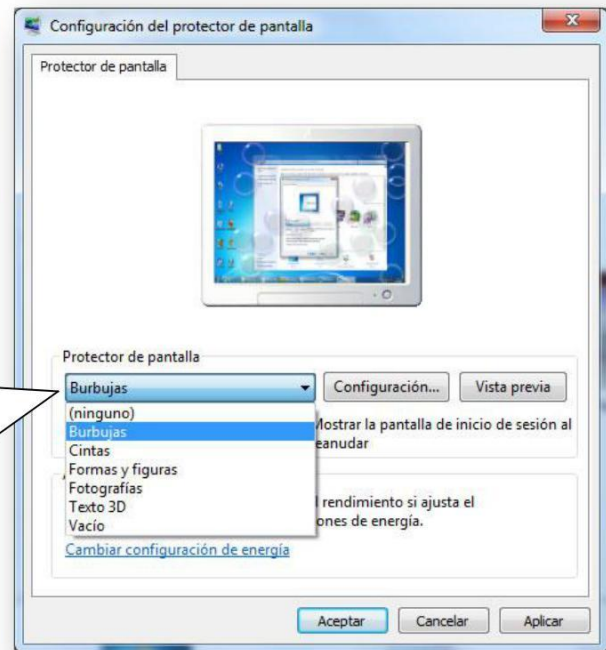 Configuración del protector de pantalla
Protector de pantalla
Protector de pantalla
Burbujas
Configuración...
Vista previa
(ninguno)
Burbujas
Cintas
Formas y figuras
Fotografías
Texto 3D
Vacío
Mostrar la pantalla de inicio de sesión al
reanudar
rendimiento si ajusta el
de energía.
Cambiar configuración de energía
Aceptar
Cancelar
Aplicar